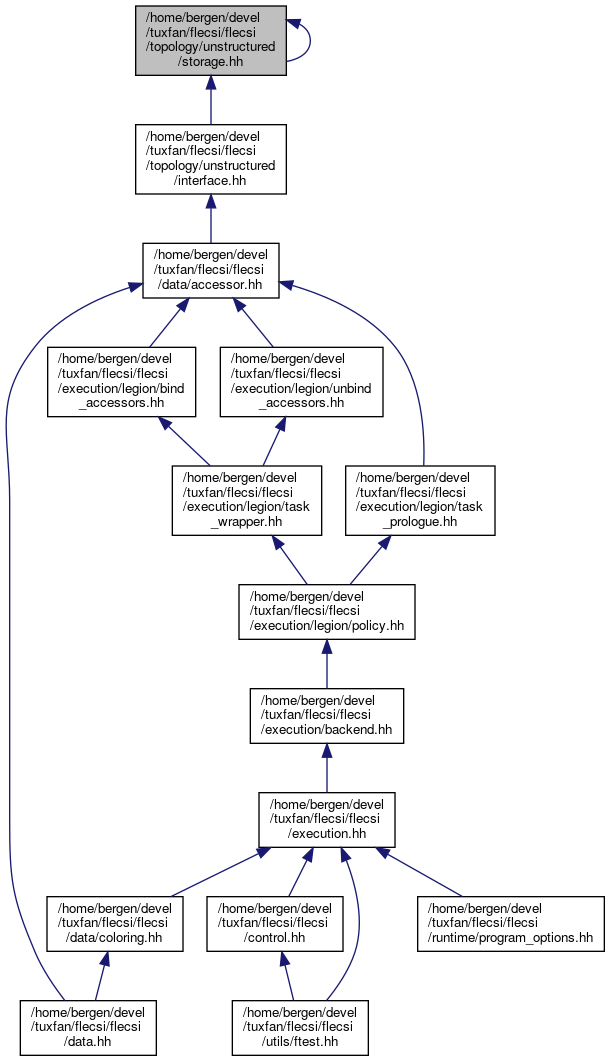 /home/bergen/devel
/tuxfan/flecsi/flecsi
/topology/unstructured
/storage.hh
/home/bergen/devel
/tuxfan/flecsi/flecsi
/topology/unstructured
/interface.hh
/home/bergen/devel
/tuxfan/flecsi/flecsi
/data/accessor.hh
/home/bergen/devel
/tuxfan/flecsi/flecsi
/execution/legion/bind
_accessors.hh
/home/bergen/devel
/tuxfan/flecsi/flecsi
/execution/legion/unbind
_accessors.hh
/home/bergen/devel
/tuxfan/flecsi/flecsi
/execution/legion/task
_wrapper.hh
/home/bergen/devel
/tuxfan/flecsi/flecsi
/execution/legion/task
_prologue.hh
/home/bergen/devel
/tuxfan/flecsi/flecsi
/execution/legion/policy.hh
/home/bergen/devel
/tuxfan/flecsi/flecsi
/execution/backend.hh
/home/bergen/devel
/tuxfan/flecsi/flecsi
/execution.hh
/home/bergen/devel
/tuxfan/flecsi/flecsi
/data/coloring.hh
/home/bergen/devel
/tuxfan/flecsi/flecsi
/control.hh
/home/bergen/devel
/tuxfan/flecsi/flecsi
/runtime/program_options.hh
/home/bergen/devel
/tuxfan/flecsi/flecsi
/data.hh
/home/bergen/devel
/tuxfan/flecsi/flecsi
/utils/ftest.hh